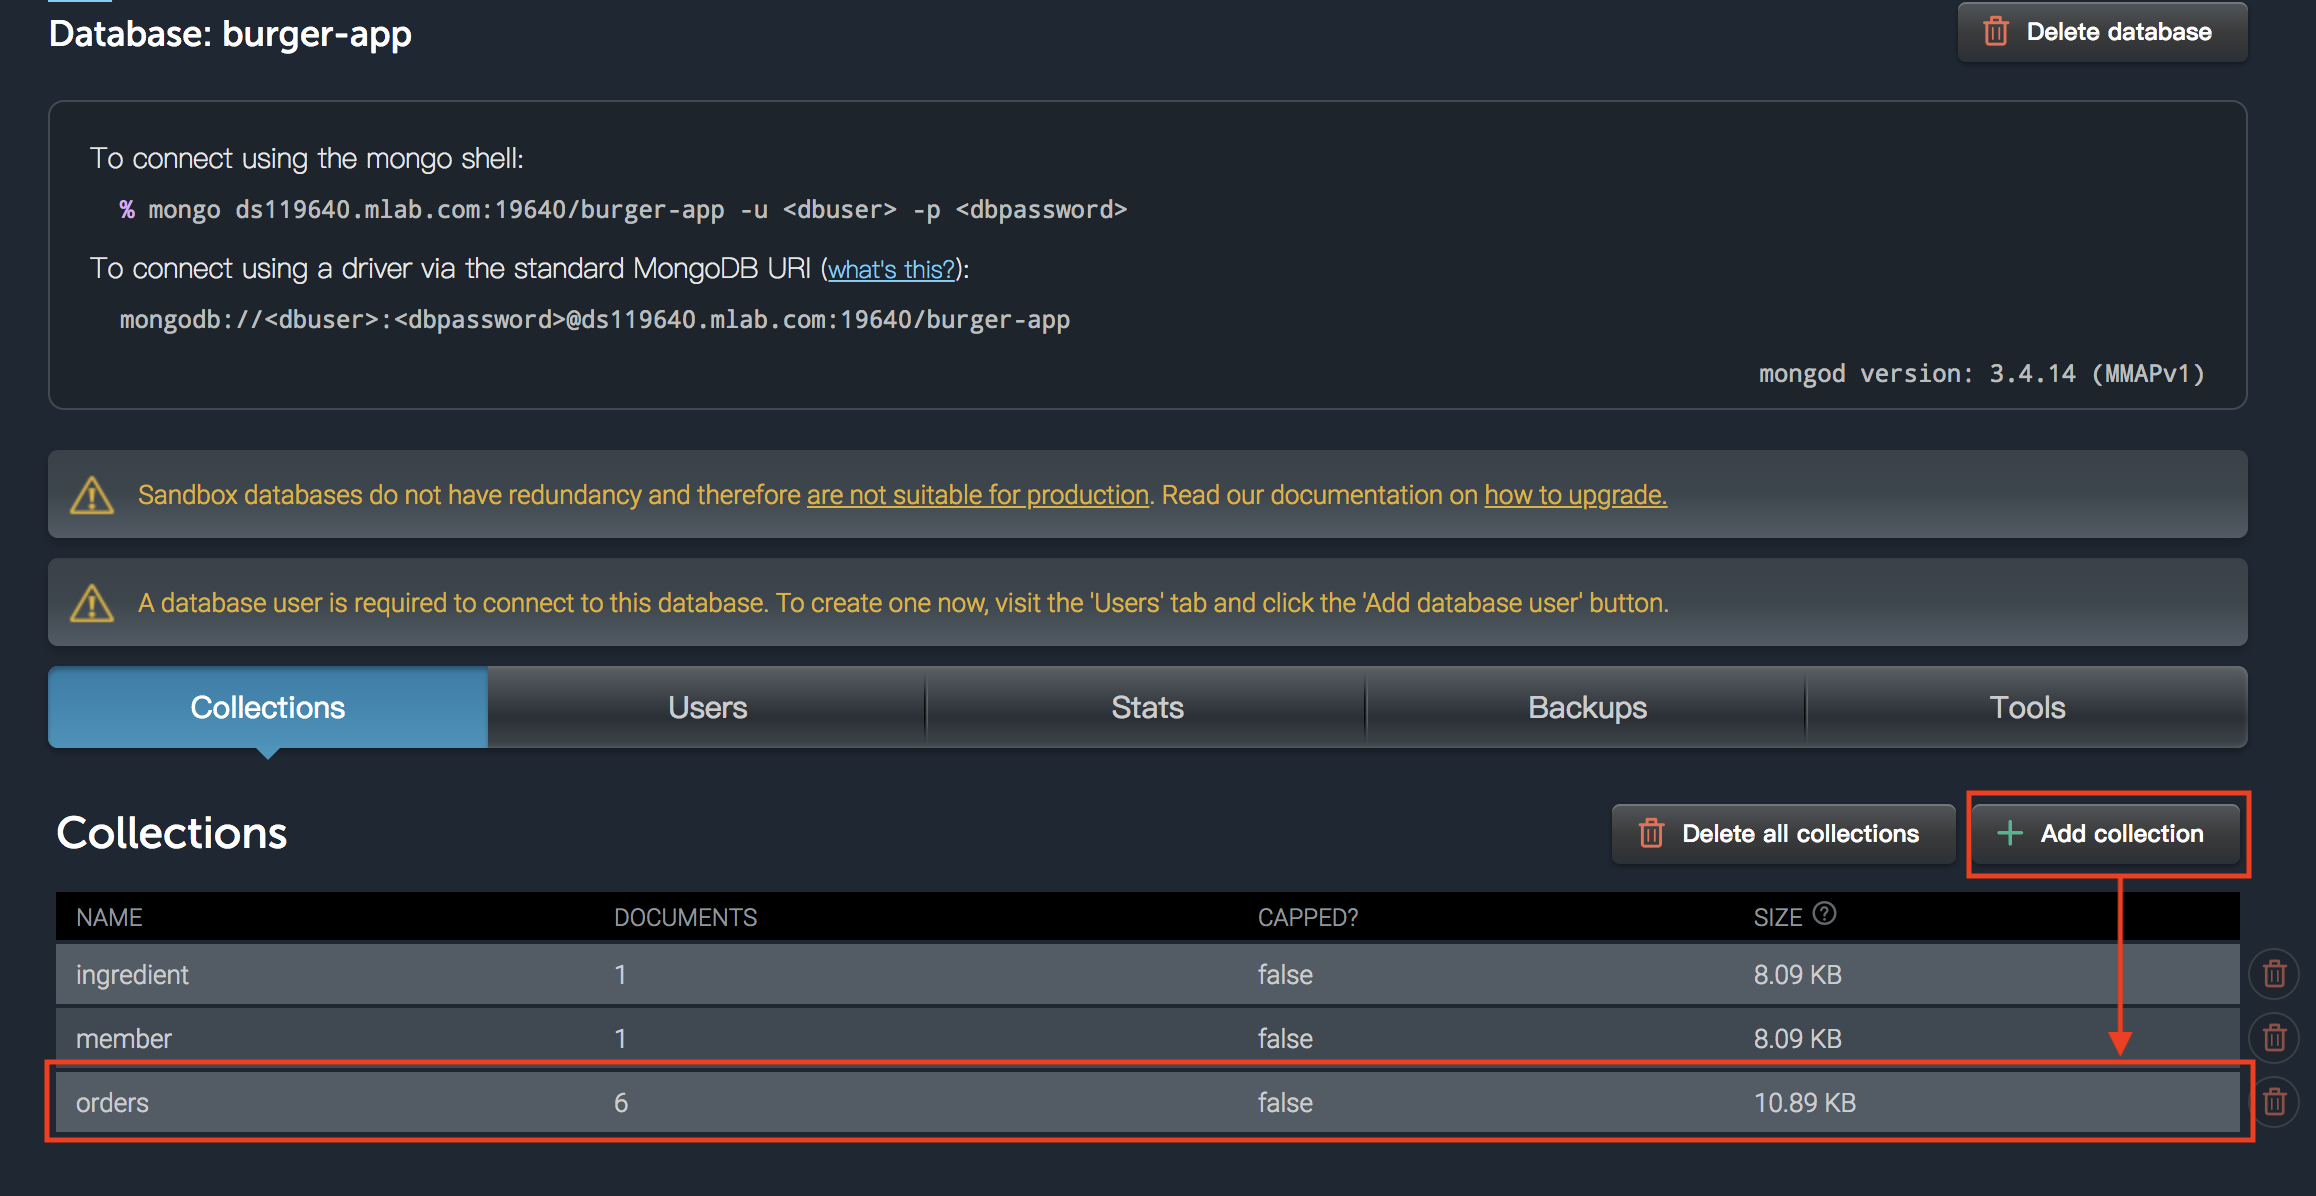 Database: burger-app
Delete database
To connect using the mongo shell:
% mongo ds119640.mlab.com:19640/burger-app -u <dbuser> -p <dbpassword>
To connect using a driver via the standard MongoDB URI (what's this?):
mongodb://<dbuser>:<dbpassword>@ds119640.mlab.com:19640/burger-app
mongod version: 3.4.14 (MMAPv1)
Sandbox databases do not have redundancy and therefore are not suitable for production. Read our documentation on how to upgrade.
A database user is required to connect to this database. To create one now, visit the 'Users' tab and click the 'Add database user' button.
Collections Users Stats Backups Tools
Collections
Delete all collections + Add collection
NAME DOCUMENTS CAPPED? SIZE ?
ingredient 1 false 8.09 KB
member 1 false 8.09 KB
orders 6 false 10.89 KB